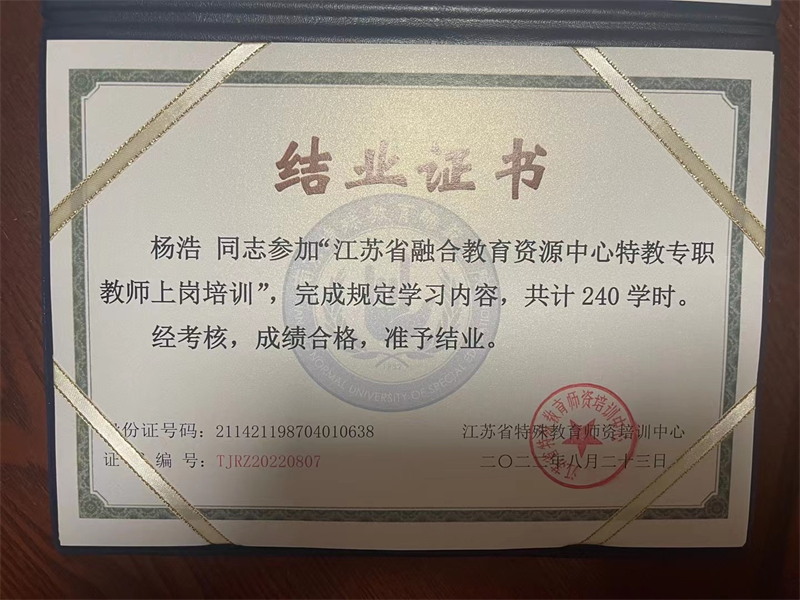 结业证书
杨浩 同志参加“江苏省融合教育资源中心特教专职
教师上岗培训”，完成规定学习内容，共计 240 学时。
经考核，成绩合格，准予结业。
份证号码：211421198704010638
江苏省特殊教育师资培训中心
证 编 号：TJRZ20220807
二〇二二年八月二十三日